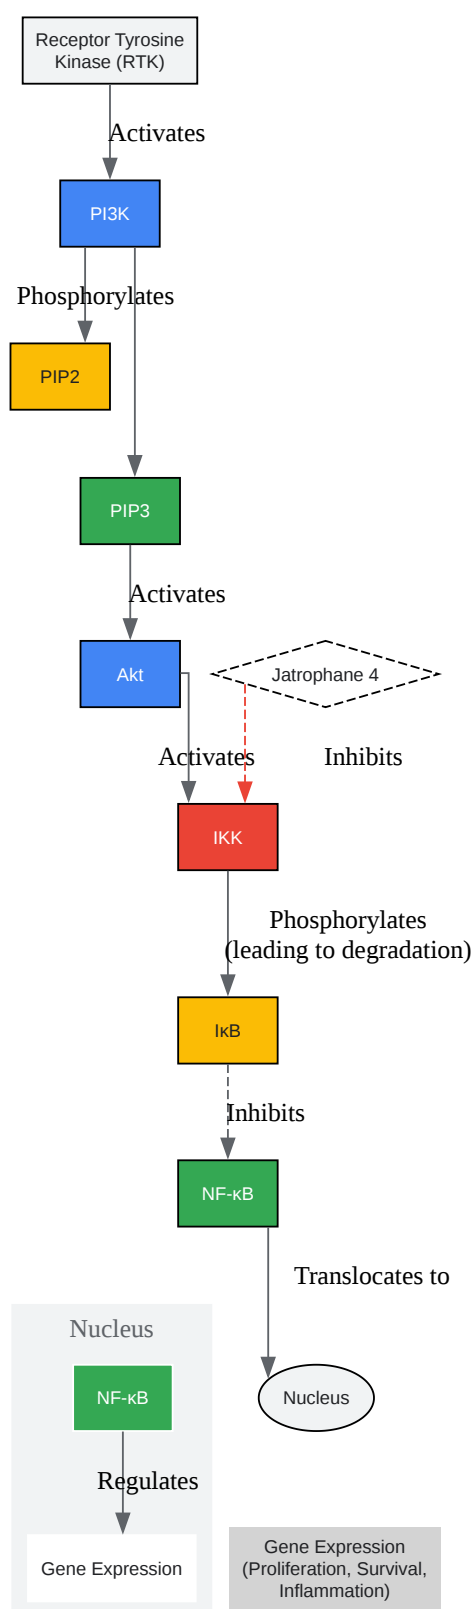 Receptor Tyrosine
Kinase (RTK)
Activates
PI3K
Phosphorylates
PIP2
PIP3
Activates
Akt
Jatrophane 4
Activates
Inhibits
IKK
Phosphorylates
(leading to degradation)
IκB
Inhibits
NF-κB
Translocates to
Nucleus
NF-κB
Nucleus
Regulates
Gene Expression
Gene Expression
(Proliferation, Survival,
Inflammation)